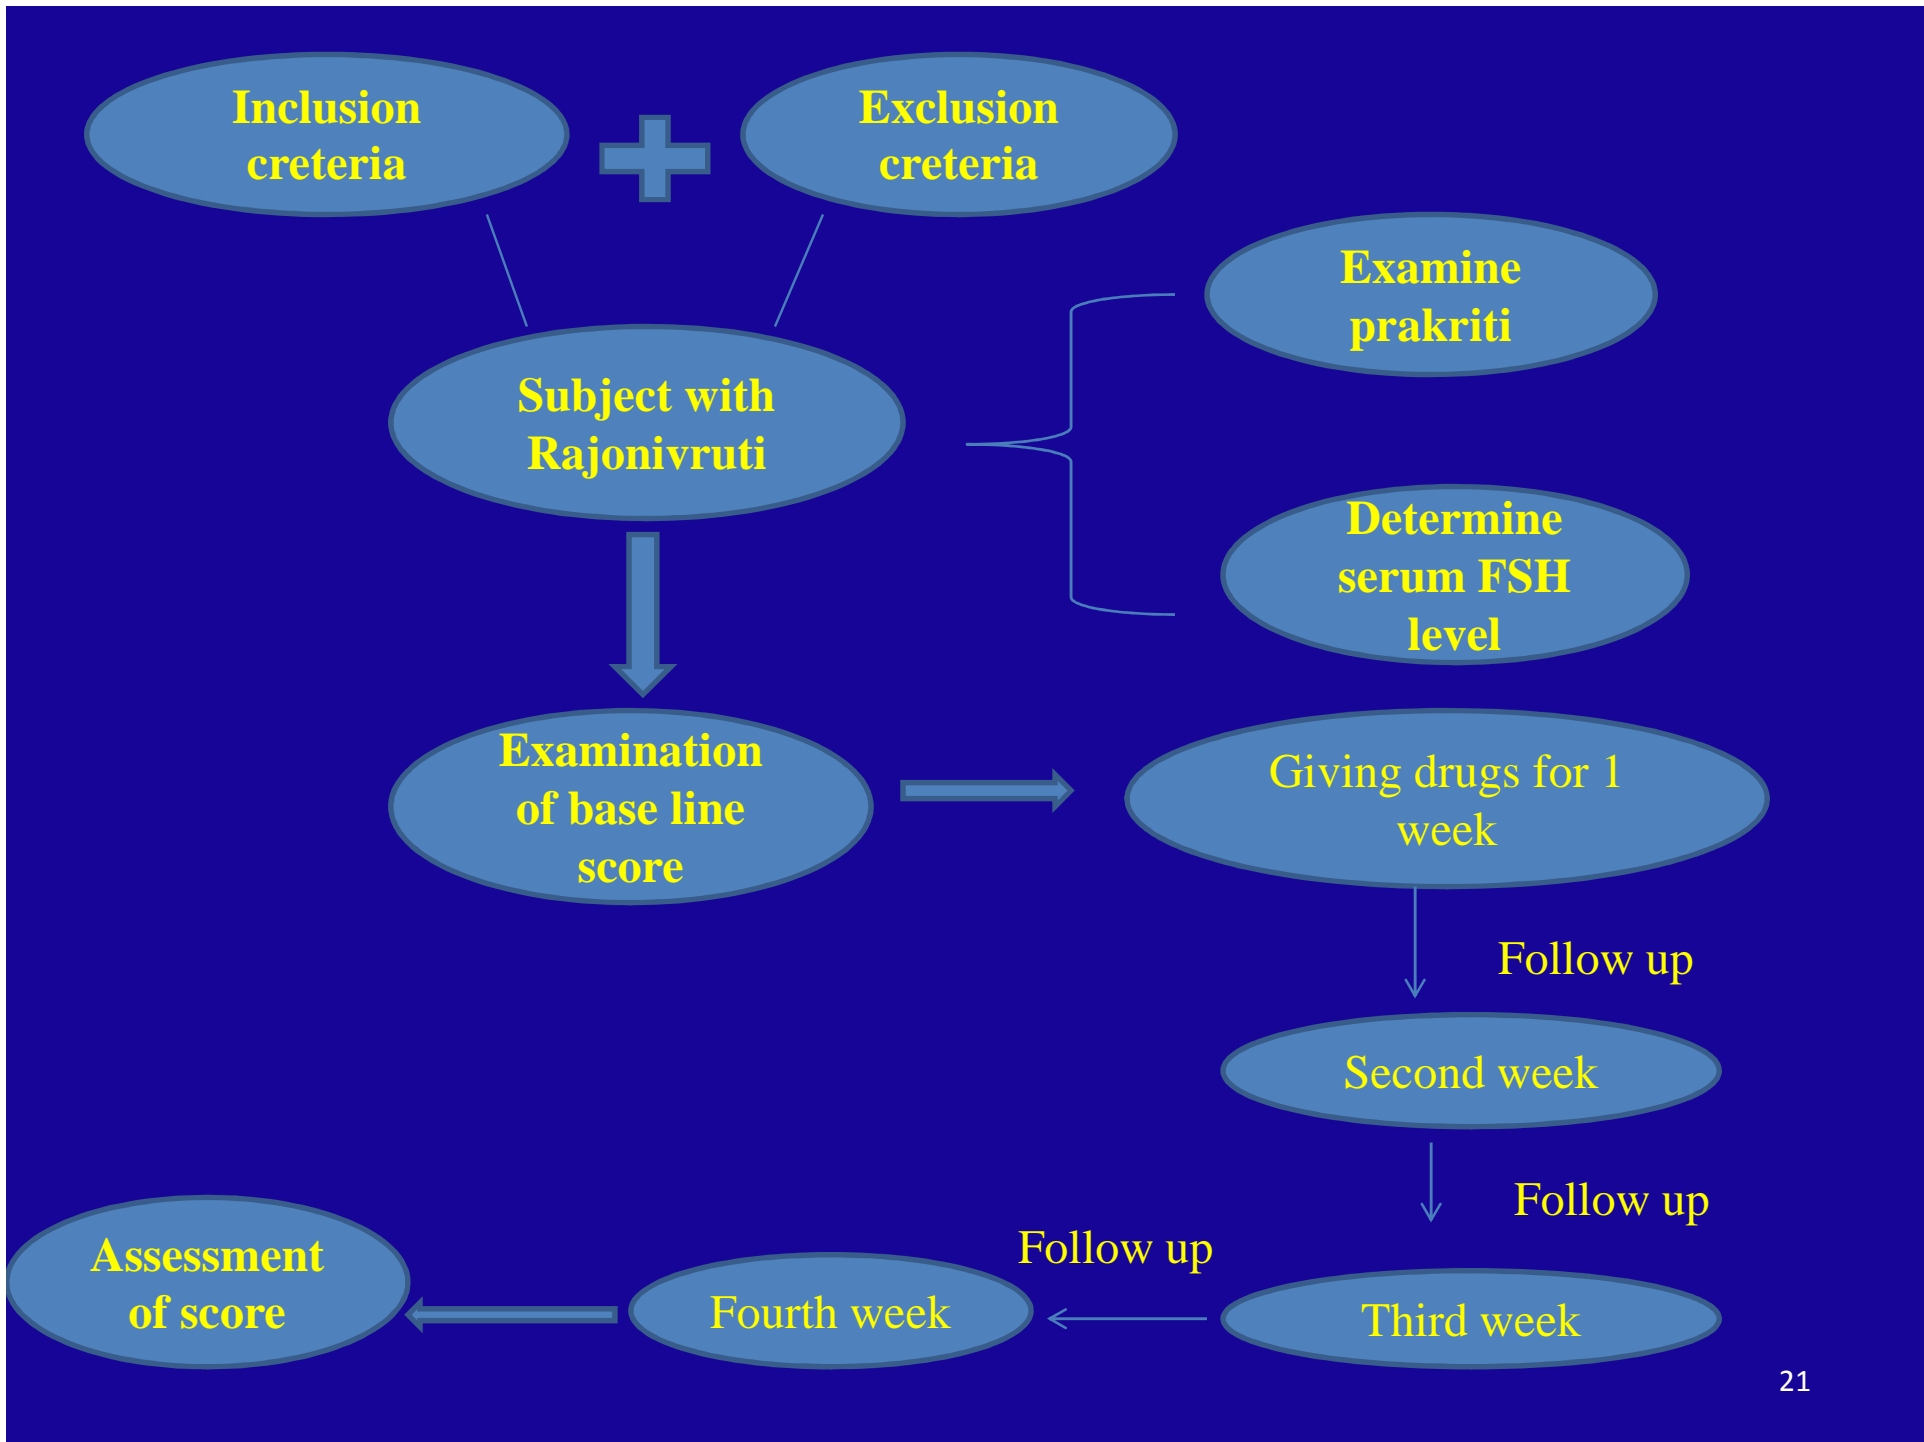 Inclusion
creteria
Exclusion
creteria
Examine
prakriti
Subject with
Rajonivruti
Determine
serum FSH
level
Examination
of base line
score
Giving drugs for 1
week
Follow up
Second week
Follow up
Third week
Follow up
Fourth week
Assessment
of score
21